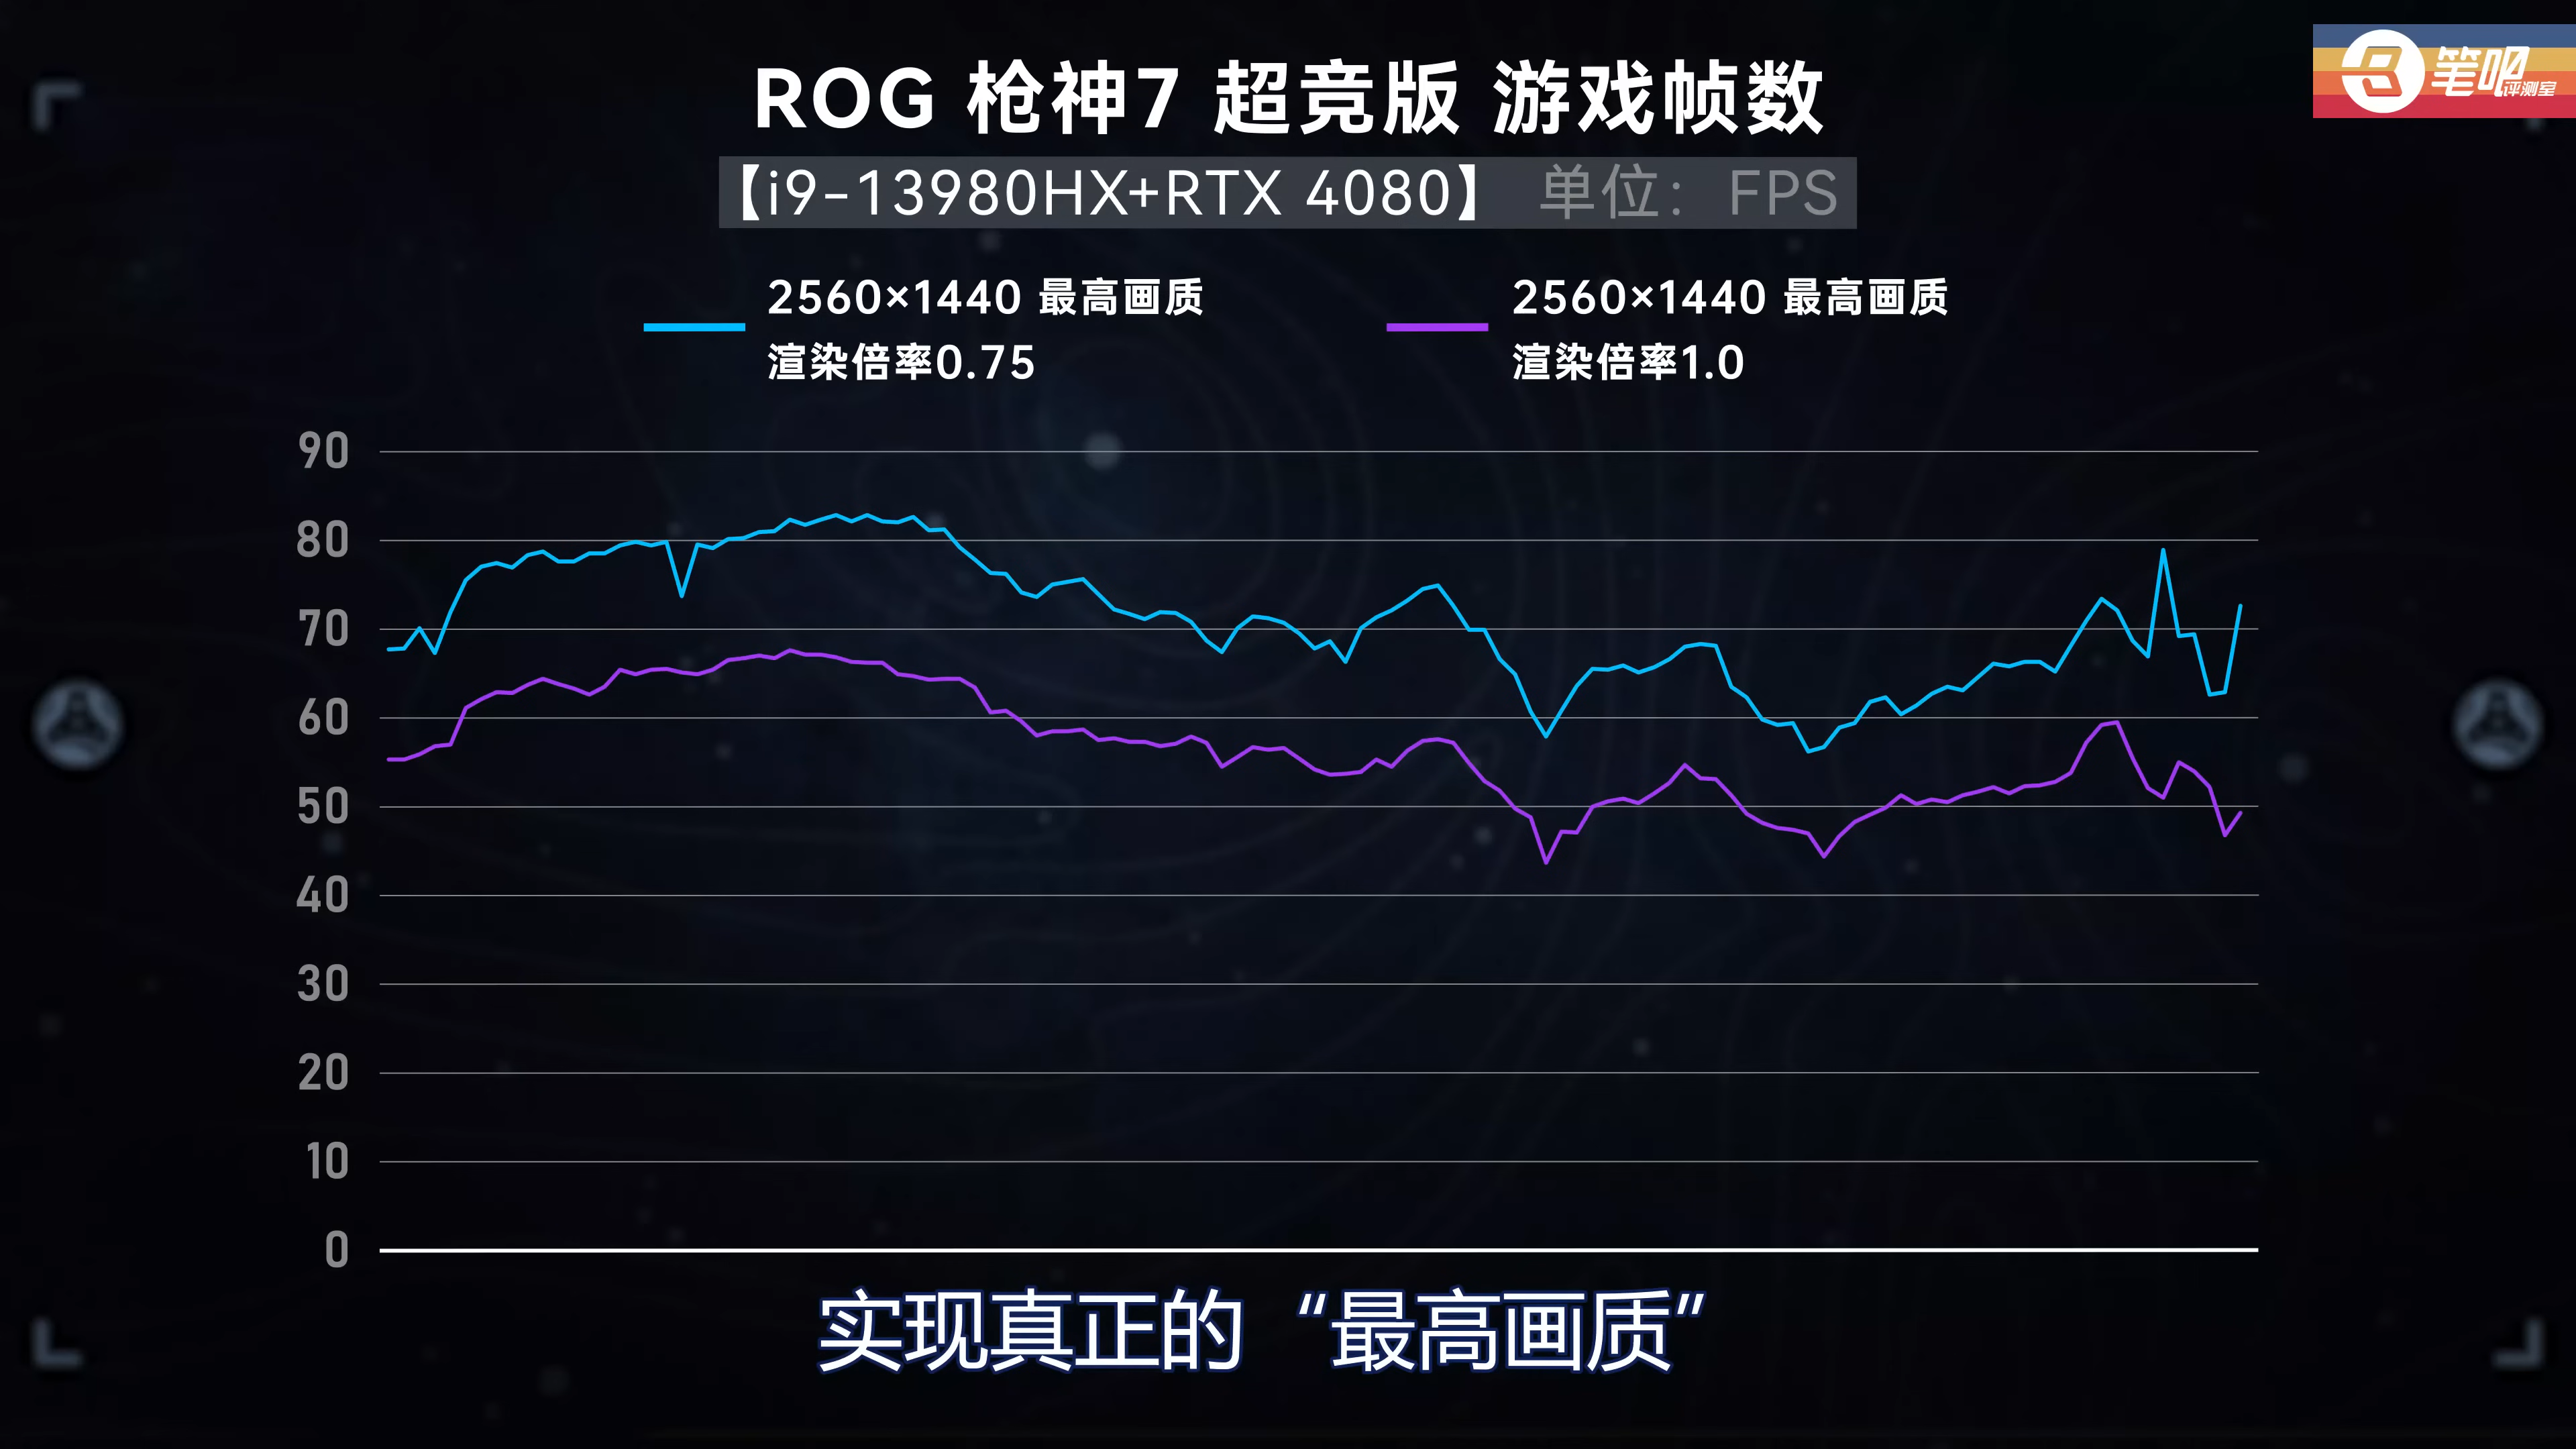 笔吧评测室
ROG 枪神7 超竞版 游戏帧数
【i9-13980HX+RTX 4080】 单位：FPS
2560×1440 最高画质
渲染倍率0.75
2560×1440 最高画质
渲染倍率1.0
90
80
70
60
50
40
30
20
10
0
实现真正的“最高画质”